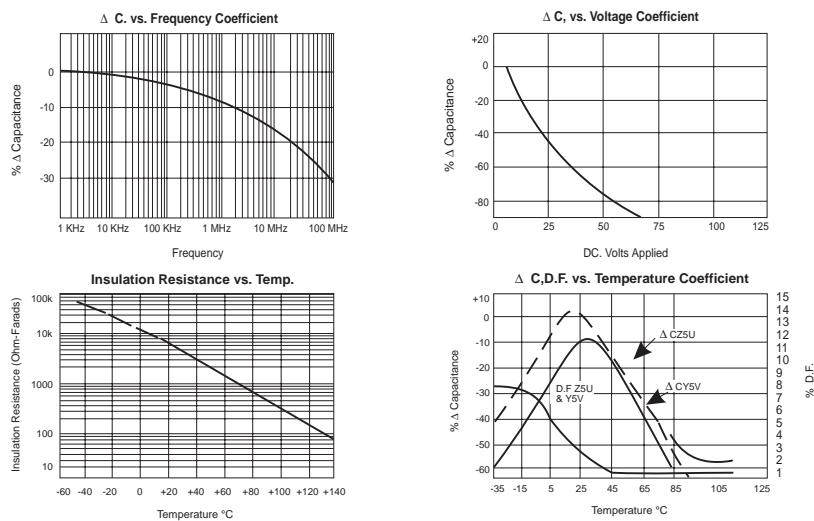 Δ C. vs. Frequency Coefficient
% Δ Capacitance
0
-10
-20
-30
1 KHz 10 KHz 100 KHz 1 MHz 10 MHz 100 MHz
Frequency
Δ C, vs. Voltage Coefficient
% Δ Capacitance
+20
0
-20
-40
-60
-80
0 25 50 75 100 125
DC. Volts Applied
Insulation Resistance vs. Temp.
Insulation Resistance (Ohm-Farads)
100k
10k
1000
100
10
-60 -40 -20 0 +20 +40 +60 +80 +100 +120 +140
Temperature °C
Δ C,D.F. vs. Temperature Coefficient
% Δ Capacitance
+10
0
-10
-20
-30
-40
-50
-60
Δ CZ5U
Δ CY5V
D.F Z5U
& Y5V
15
14
13
12
11
10
9
8
7
6
5
4
3
2
1
% D.F.
-35 -15 5 25 45 65 85 105 125
Temperature °C